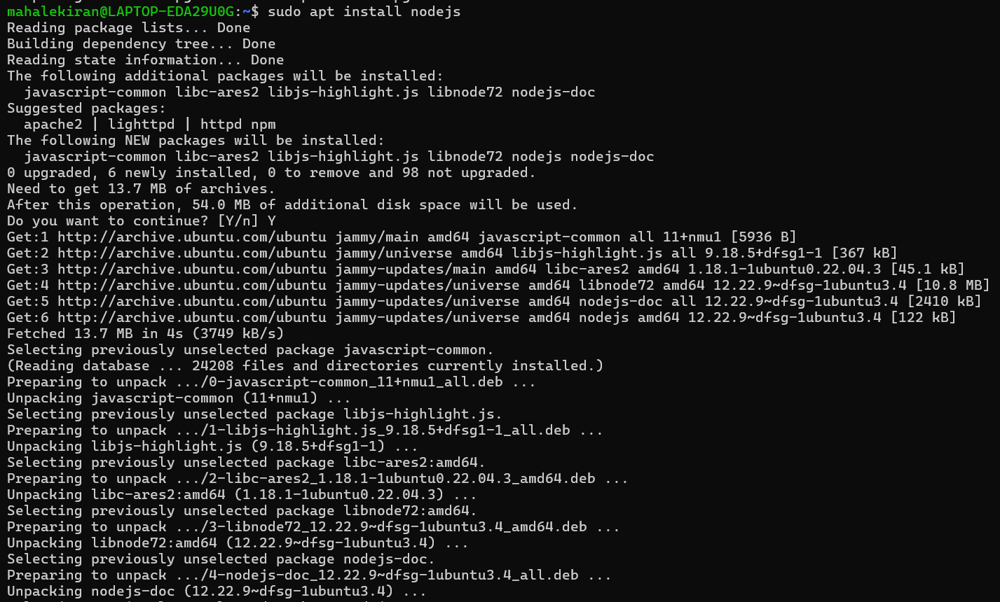 mahalekiran@LAPTOP-EDA29U0G:~$ sudo apt install nodejs
Reading package lists... Done
Building dependency tree... Done
Reading state information... Done
The following additional packages will be installed:
  javascript-common libc-ares2 libjs-highlight.js libnode72 nodejs-doc
Suggested packages:
  apache2 | lighttpd | httpd npm
The following NEW packages will be installed:
  javascript-common libc-ares2 libjs-highlight.js libnode72 nodejs nodejs-doc
0 upgraded, 6 newly installed, 0 to remove and 98 not upgraded.
Need to get 13.7 MB of archives.
After this operation, 54.0 MB of additional disk space will be used.
Do you want to continue? [Y/n] Y
Get:1 http://archive.ubuntu.com/ubuntu jammy/main amd64 javascript-common all 11+nmu1 [5936 B]
Get:2 http://archive.ubuntu.com/ubuntu jammy/universe amd64 libjs-highlight.js all 9.18.5+dfsg1-1 [367 kB]
Get:3 http://archive.ubuntu.com/ubuntu jammy-updates/main amd64 libc-ares2 amd64 1.18.1-1ubuntu0.22.04.3 [45.1 kB]
Get:4 http://archive.ubuntu.com/ubuntu jammy-updates/universe amd64 libnode72 amd64 12.22.9~dfsg-1ubuntu3.4 [10.8 MB]
Get:5 http://archive.ubuntu.com/ubuntu jammy-updates/universe amd64 nodejs-doc all 12.22.9~dfsg-1ubuntu3.4 [2410 kB]
Get:6 http://archive.ubuntu.com/ubuntu jammy-updates/universe amd64 nodejs amd64 12.22.9~dfsg-1ubuntu3.4 [122 kB]
Fetched 13.7 MB in 4s (3749 kB/s)
Selecting previously unselected package javascript-common.
(Reading database ... 24208 files and directories currently installed.)
Preparing to unpack .../0-javascript-common_11+nmu1_all.deb ...
Unpacking javascript-common (11+nmu1) ...
Selecting previously unselected package libjs-highlight.js.
Preparing to unpack .../1-libjs-highlight.js_9.18.5+dfsg1-1_all.deb ...
Unpacking libjs-highlight.js (9.18.5+dfsg1-1) ...
Selecting previously unselected package libc-ares2:amd64.
Preparing to unpack .../2-libc-ares2_1.18.1-1ubuntu0.22.04.3_amd64.deb ...
Unpacking libc-ares2:amd64 (1.18.1-1ubuntu0.22.04.3) ...
Selecting previously unselected package libnode72:amd64.
Preparing to unpack .../3-libnode72_12.22.9~dfsg-1ubuntu3.4_amd64.deb ...
Unpacking libnode72:amd64 (12.22.9~dfsg-1ubuntu3.4) ...
Selecting previously unselected package nodejs-doc.
Preparing to unpack .../4-nodejs-doc_12.22.9~dfsg-1ubuntu3.4_all.deb ...
Unpacking nodejs-doc (12.22.9~dfsg-1ubuntu3.4) ...